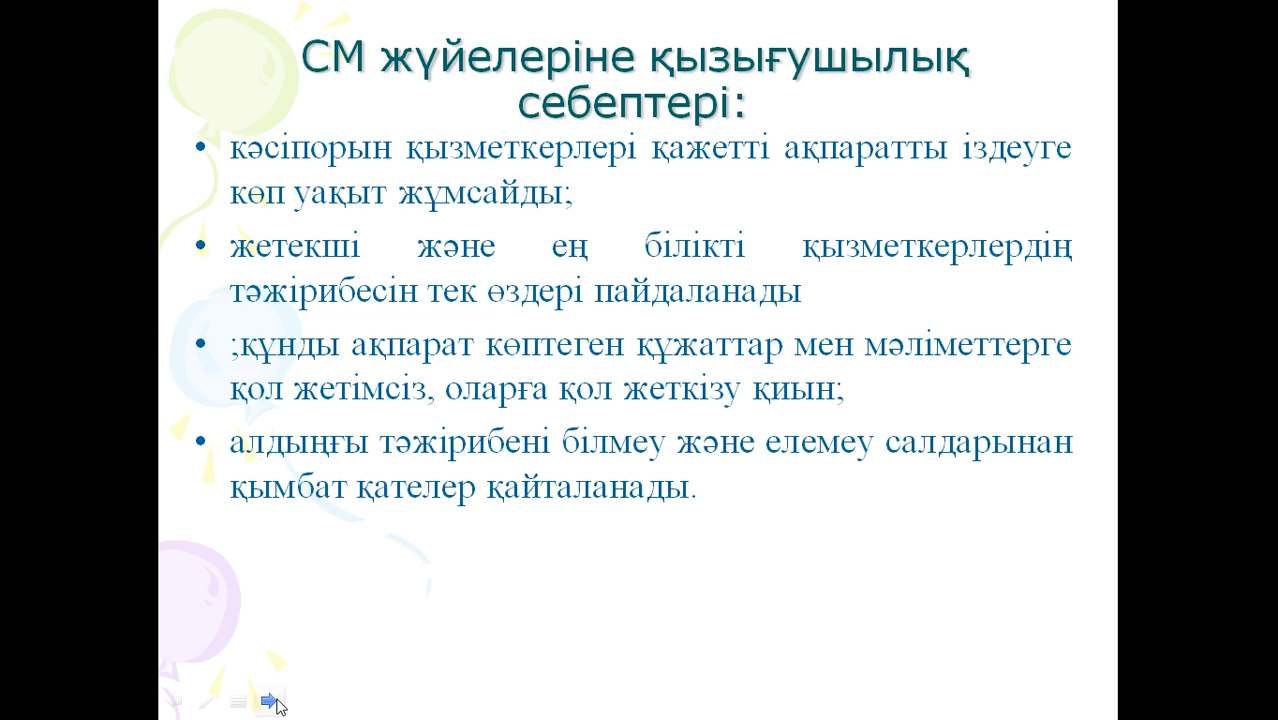 СМ жүйелеріне қызығушылық
себептері:
• кәсіпорын қызметкерлері қажетті ақпаратты іздеуге
көп уақыт жұмсайды;
• жетекші және ең білікті қызметкерлердің
тәжірибесін тек өздері пайдаланады
• ;құнды ақпарат көптеген құжаттар мен мәліметтерге
қол жетімсіз, оларға қол жеткізу қиын;
• алдыңғы тәжірибені білмеу және елемеу салдарынан
қымбат қателер қайталанады.